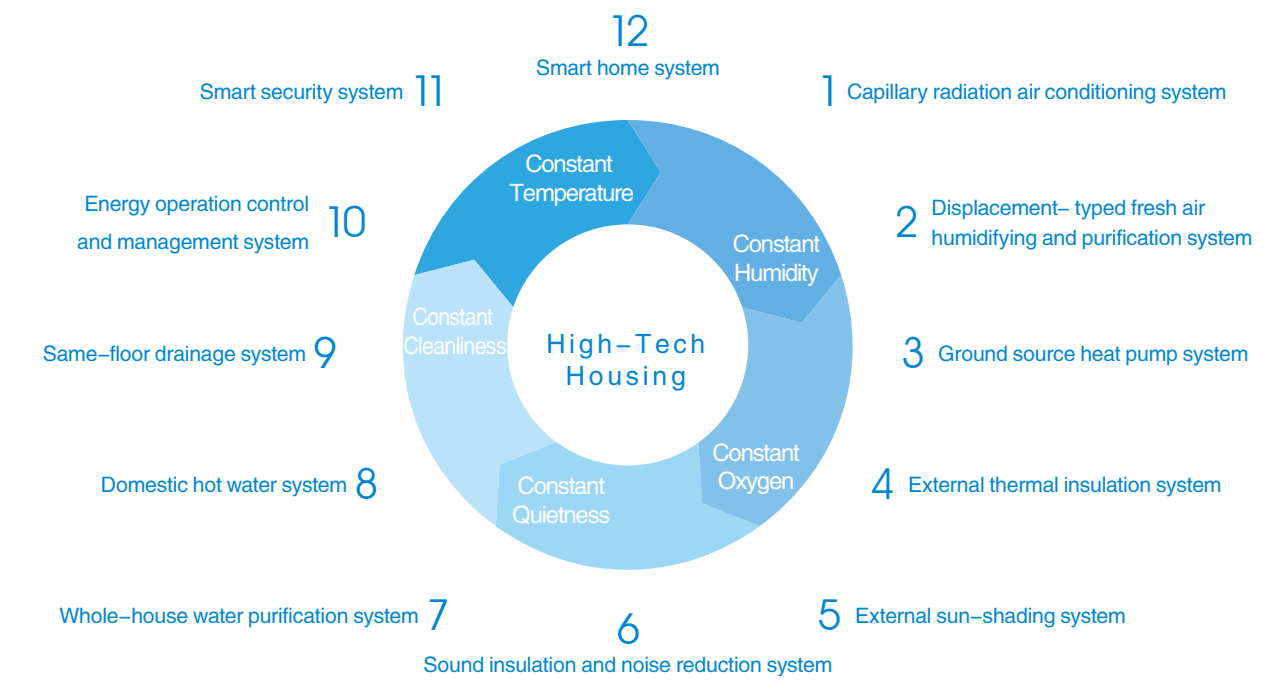 12
Smart home system
11
Smart security system
1
Capillary radiation air conditioning system
Constant
Temperature
Energy operation control
and management system
10
Constant
Humidity
2
Displacement– typed fresh air
humidifying and purification system
Constant
Cleanliness
High–Tech
Housing
Same–floor drainage system
9
3
Ground source heat pump system
Constant
Oxygen
Domestic hot water system
8
Constant
Quietness
4
External thermal insulation system
Whole–house water purification system
7
6
Sound insulation and noise reduction system
5
External sun–shading system